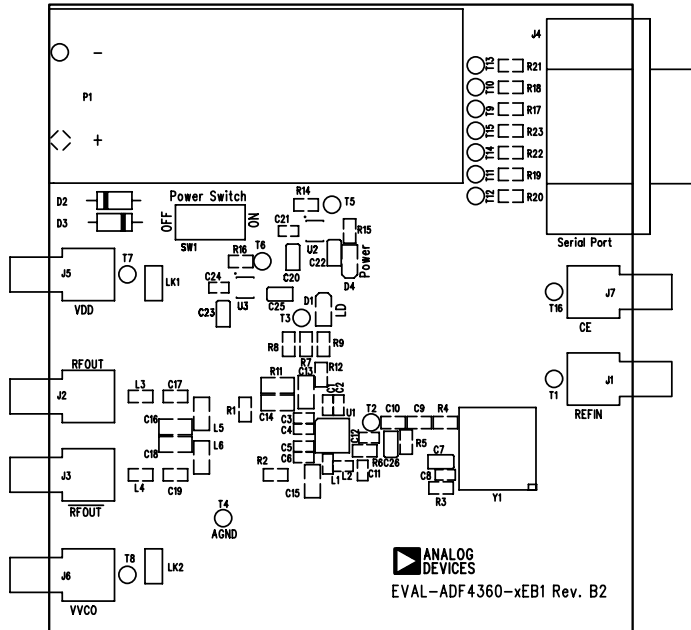 J4
T13 R21
– P1 +
T10 R18
T9 R17
T15 R23
T14 R22
T11 R19
T12 R20
Serial Port
D2
D3
Power Switch
OFF ON
SW1
R14 T5
C21 U2 R15
R16 T6
C20 C22 D4 Power
J5 T7 LK1
VDD
C24 U3
C23 C25
D1 LD
T3
R8 R7 R9
T16 J7
CE
RFOUT
J2
L3 C17
R11 C13 R12
C14 C1 C2
T1 J1
REFIN
C16 L5 R1
C18 L6
C3 U1
C4
C5
C6
T2 C10 C9 R4
C12 R5
R6 C26
C7
C8
R3
Y1
J3
RFOUT
L4 C19
R2 C15
L1 L2 C11
T4
AGND
J6 T8 LK2
VVCO
ANALOG
DEVICES
EVAL-ADF4360-xEB1 Rev. B2